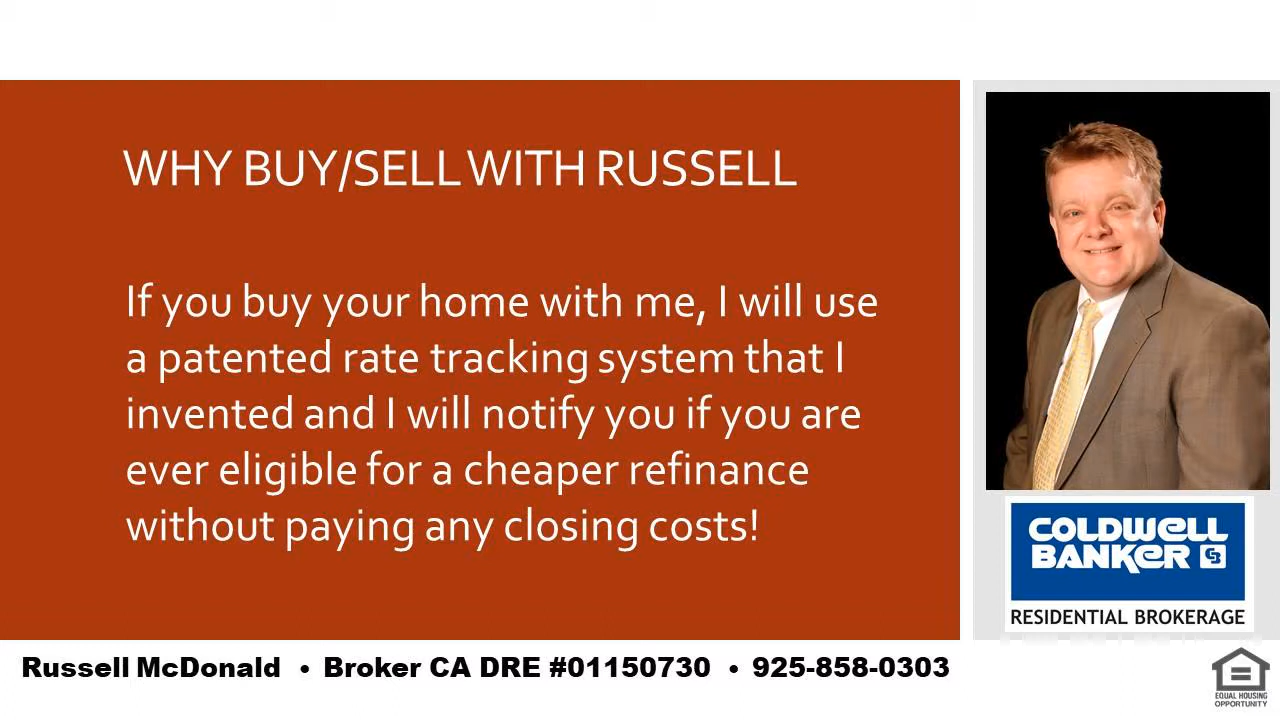 WHY BUY/SELL WITH RUSSELL
If you buy your home with me, I will use
a patented rate tracking system that I
invented and I will notify you if you are
ever eligible for a cheaper refinance
without paying any closing costs!
COLDWELL
BANKER CB
RESIDENTIAL BROKERAGE
Russell McDonald • Broker CA DRE #01150730 • 925-858-0303
EQUAL HOUSING
OPPORTUNITY